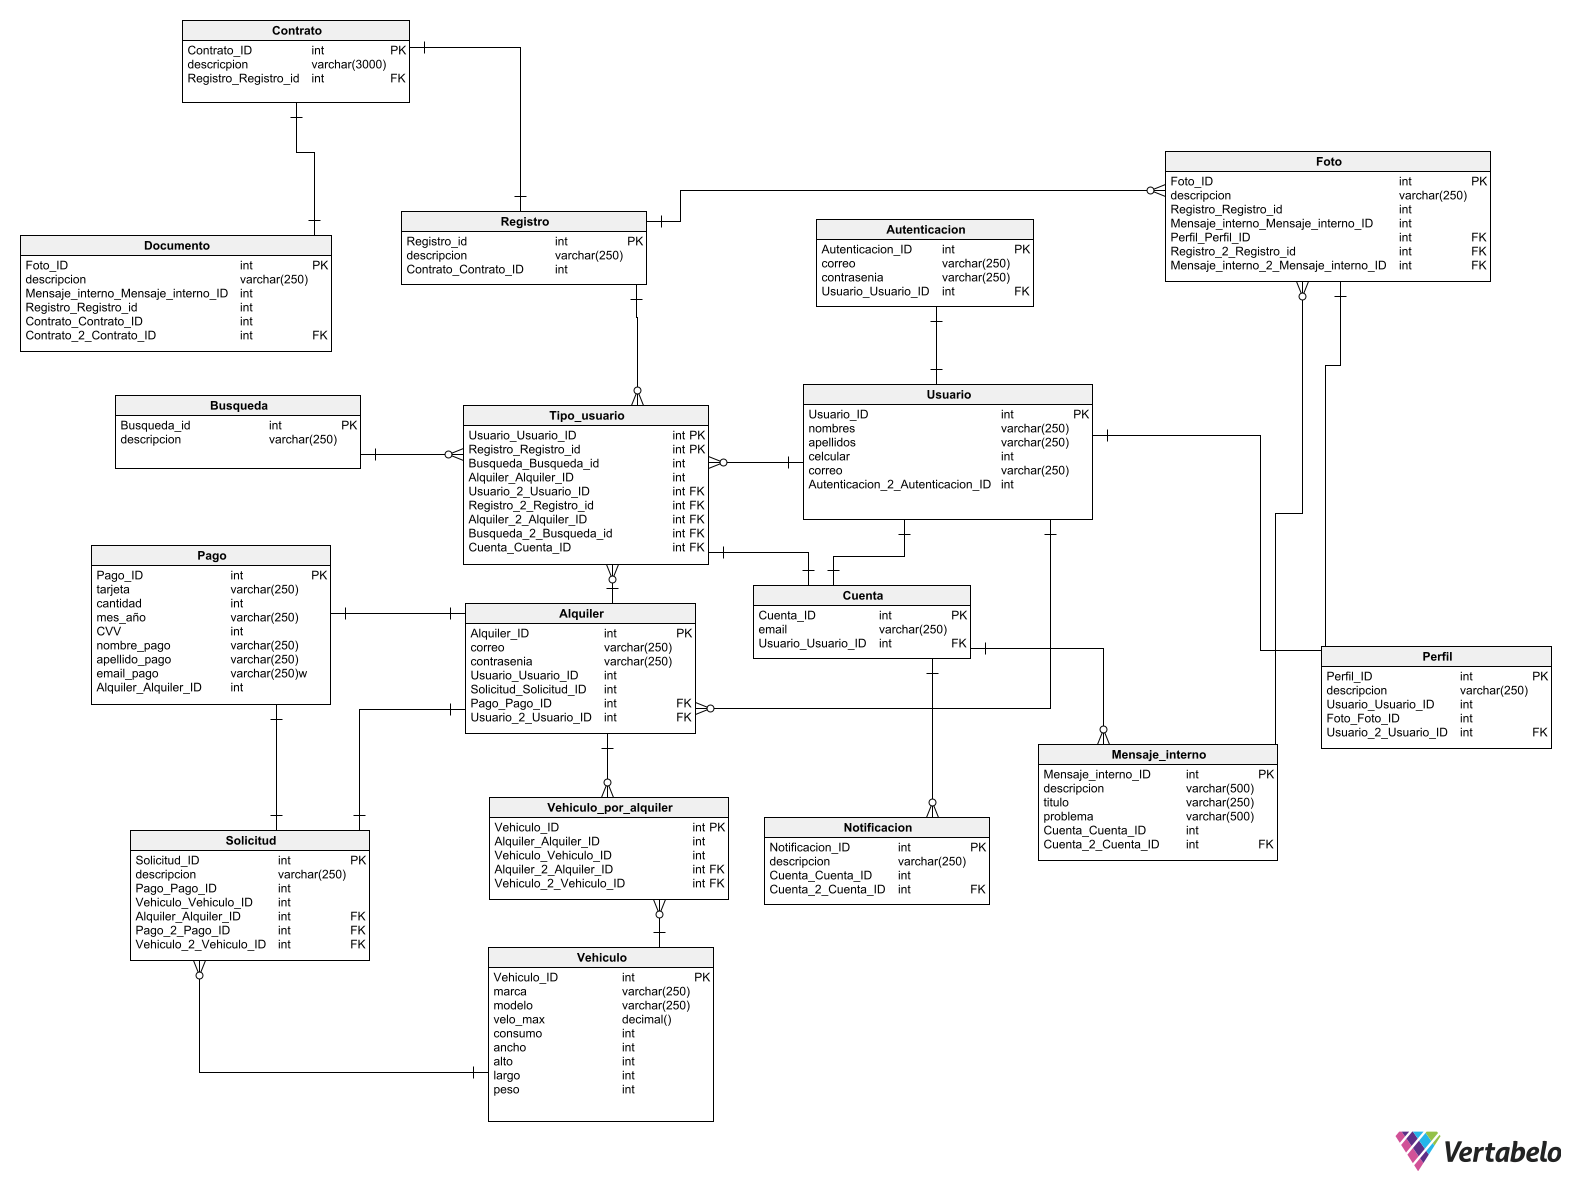 Contrato
Contrato_ID int PK
descricpion varchar(3000)
Registro_Registro_id int FK
Documento
Foto_ID int PK
descripcion varchar(250)
Mensaje_interno_Mensaje_interno_ID int
Registro_Registro_id int
Contrato_Contrato_ID int
Contrato_2_Contrato_ID int FK
Registro
Registro_id int PK
descripcion varchar(250)
Contrato_Contrato_ID int
Autenticacion
Autenticacion_ID int PK
correo varchar(250)
contrasenia varchar(250)
Usuario_Usuario_ID int FK
Foto
Foto_ID int PK
descripcion varchar(250)
Registro_Registro_id int
Mensaje_interno_Mensaje_interno_ID int
Perfil_Perfil_ID int FK
Registro_2_Registro_id int FK
Mensaje_interno_2_Mensaje_interno_ID int FK
Busqueda
Busqueda_id int PK
descripcion varchar(250)
Tipo_usuario
Usuario_Usuario_ID int PK
Registro_Registro_id int PK
Busqueda_Busqueda_id int
Alquiler_Alquiler_ID int
Usuario_2_Usuario_ID int FK
Registro_2_Registro_id int FK
Alquiler_2_Alquiler_ID int FK
Busqueda_2_Busqueda_id int FK
Cuenta_Cuenta_ID int FK
Usuario
Usuario_ID int PK
nombres varchar(250)
apellidos varchar(250)
celcular int
correo varchar(250)
Autenticacion_2_Autenticacion_ID int
Pago
Pago_ID int PK
tarjeta varchar(250)
cantidad int
mes_año varchar(250)
CVV int
nombre_pago varchar(250)
apellido_pago varchar(250)
email_pago varchar(250)w
Alquiler_Alquiler_ID int
Alquiler
Alquiler_ID int PK
correo varchar(250)
contrasenia varchar(250)
Usuario_Usuario_ID int
Solicitud_Solicitud_ID int
Pago_Pago_ID int FK
Usuario_2_Usuario_ID int FK
Cuenta
Cuenta_ID int PK
email varchar(250)
Usuario_Usuario_ID int FK
Perfil
Perfil_ID int PK
descripcion varchar(250)
Usuario_Usuario_ID int
Foto_Foto_ID int
Usuario_2_Usuario_ID int FK
Mensaje_interno
Mensaje_interno_ID int PK
descripcion varchar(500)
titulo varchar(250)
problema varchar(500)
Cuenta_Cuenta_ID int
Cuenta_2_Cuenta_ID int FK
Vehiculo_por_alquiler
Vehiculo_ID int PK
Alquiler_Alquiler_ID int
Vehiculo_Vehiculo_ID int
Alquiler_2_Alquiler_ID int FK
Vehiculo_2_Vehiculo_ID int FK
Notificacion
Notificacion_ID int PK
descripcion varchar(250)
Cuenta_Cuenta_ID int
Cuenta_2_Cuenta_ID int FK
Solicitud
Solicitud_ID int PK
descripcion varchar(250)
Pago_Pago_ID int
Vehiculo_Vehiculo_ID int
Alquiler_Alquiler_ID int FK
Pago_2_Pago_ID int FK
Vehiculo_2_Vehiculo_ID int FK
Vehiculo
Vehiculo_ID int PK
marca varchar(250)
modelo varchar(250)
velo_max decimal()
consumo int
ancho int
alto int
largo int
peso int
Vertabelo